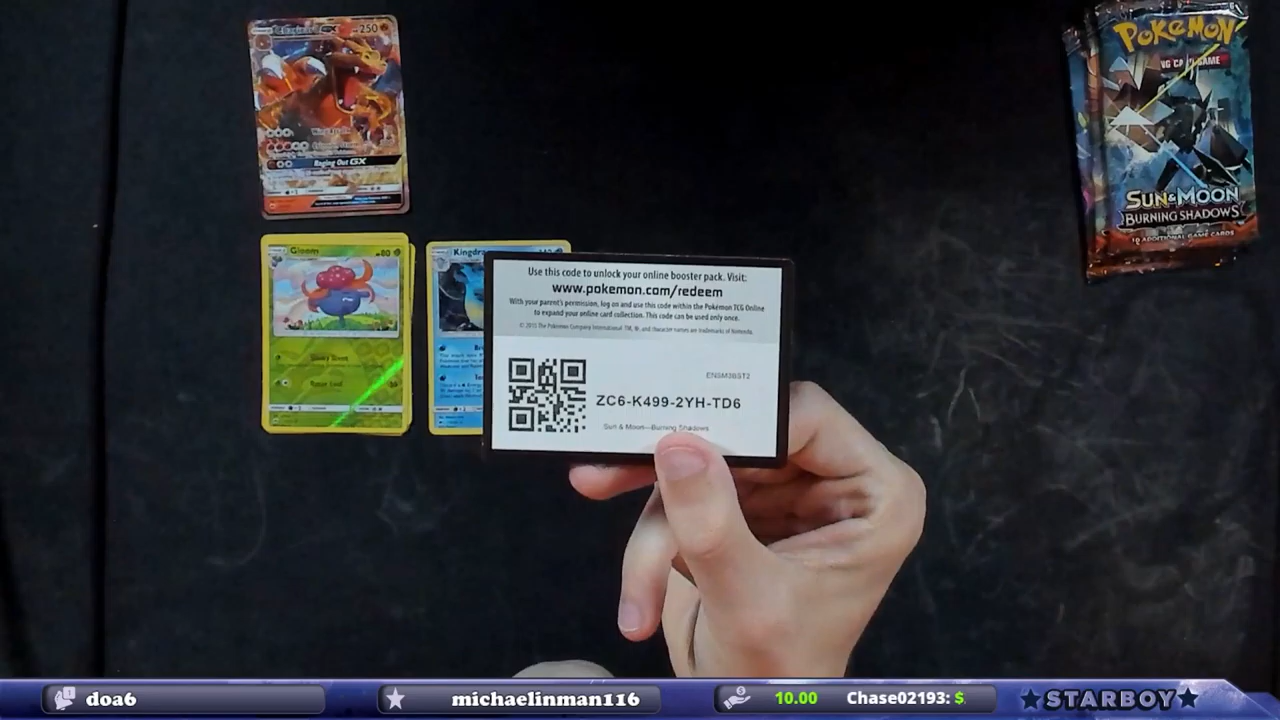 GX 250
Raging Out GX
POKéMON
SUN & MOON
BURNING SHADOWS
10 ADDITIONAL GAME CARDS
Gloom 80
Kingdra
Use this code to unlock your online booster pack. Visit:
www.pokemon.com/redeem
With your parent's permission, log on and use this code within the Pokémon TCG Online
to expand your online card collection. This code can be used only once.
ZC6-K499-2YH-TD6
Sun & Moon—Burning Shadows
doa6
michaelinman116
10.00 Chase02193: $
STARBOY